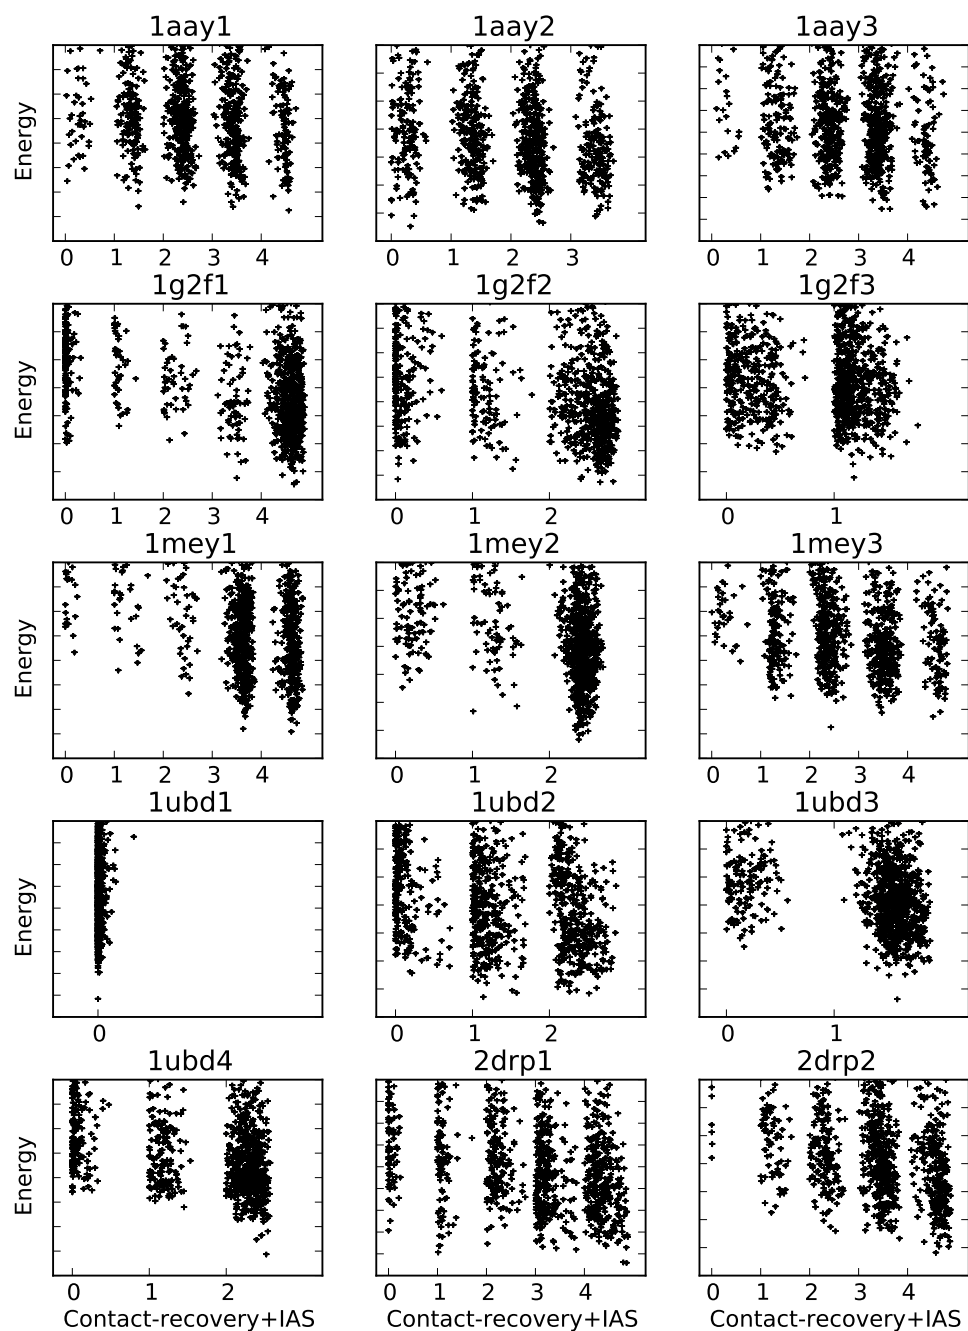 1aay1 1aay2 1aay3
Energy
0 1 2 3 4 0 1 2 3 0 1 2 3 4
1g2f1 1g2f2 1g2f3
Energy
0 1 2 3 4 0 1 2 0 1
1mey1 1mey2 1mey3
Energy
0 1 2 3 4 0 1 2 0 1 2 3 4
1ubd1 1ubd2 1ubd3
Energy
0 0 1 2 0 1
1ubd4 2drp1 2drp2
Energy
0 1 2 0 1 2 3 4 0 1 2 3 4
Contact-recovery+IAS Contact-recovery+IAS Contact-recovery+IAS